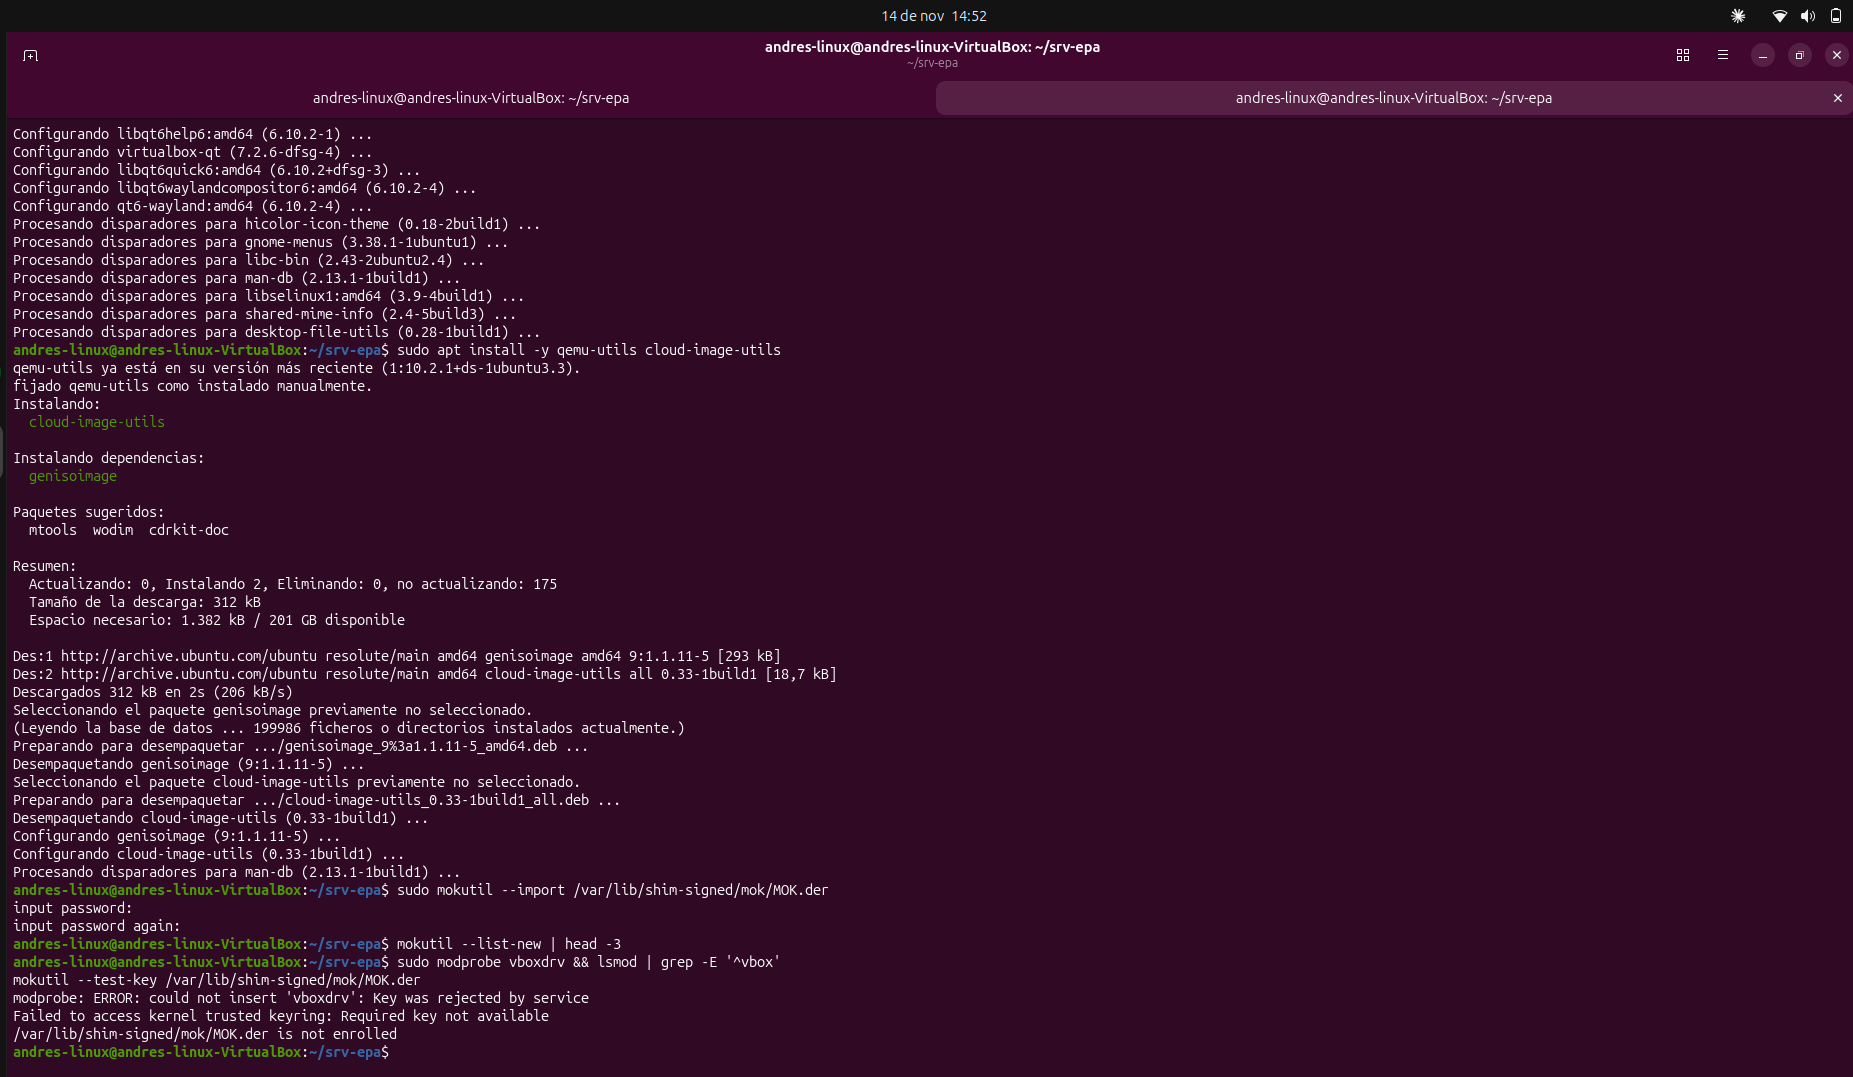 14 de nov 14:52
andres-linux@andres-linux-VirtualBox: ~/srv-epa
~/srv-epa
andres-linux@andres-linux-VirtualBox: ~/srv-epa
andres-linux@andres-linux-VirtualBox: ~/srv-epa
Configurando libqt6help6:amd64 (6.10.2-1) ...
Configurando virtualbox-qt (7.2.6-dfsg-4) ...
Configurando libqt6quick6:amd64 (6.10.2+dfsg-3) ...
Configurando libqt6waylandcompositor6:amd64 (6.10.2-4) ...
Configurando qt6-wayland:amd64 (6.10.2-4) ...
Procesando disparadores para hicolor-icon-theme (0.18-2build1) ...
Procesando disparadores para gnome-menus (3.38.1-1ubuntu1) ...
Procesando disparadores para libc-bin (2.43-2ubuntu2.4) ...
Procesando disparadores para man-db (2.13.1-1build1) ...
Procesando disparadores para libselinux1:amd64 (3.9-4build1) ...
Procesando disparadores para shared-mime-info (2.4-5build3) ...
Procesando disparadores para desktop-file-utils (0.28-1build1) ...
andres-linux@andres-linux-VirtualBox:~/srv-epa$ sudo apt install -y qemu-utils cloud-image-utils
qemu-utils ya está en su versión más reciente (1:10.2.1+ds-1ubuntu3.3).
fijado qemu-utils como instalado manualmente.
Instalando:
  cloud-image-utils

Instalando dependencias:
  genisoimage

Paquetes sugeridos:
  mtools  wodim  cdrkit-doc

Resumen:
  Actualizando: 0, Instalando 2, Eliminando: 0, no actualizando: 175
  Tamaño de la descarga: 312 kB
  Espacio necesario: 1.382 kB / 201 GB disponible

Des:1 http://archive.ubuntu.com/ubuntu resolute/main amd64 genisoimage amd64 9:1.1.11-5 [293 kB]
Des:2 http://archive.ubuntu.com/ubuntu resolute/main amd64 cloud-image-utils all 0.33-1build1 [18,7 kB]
Descargados 312 kB en 2s (206 kB/s)
Seleccionando el paquete genisoimage previamente no seleccionado.
(Leyendo la base de datos ... 199986 ficheros o directorios instalados actualmente.)
Preparando para desempaquetar .../genisoimage_9%3a1.1.11-5_amd64.deb ...
Desempaquetando genisoimage (9:1.1.11-5) ...
Seleccionando el paquete cloud-image-utils previamente no seleccionado.
Preparando para desempaquetar .../cloud-image-utils_0.33-1build1_all.deb ...
Desempaquetando cloud-image-utils (0.33-1build1) ...
Configurando genisoimage (9:1.1.11-5) ...
Configurando cloud-image-utils (0.33-1build1) ...
Procesando disparadores para man-db (2.13.1-1build1) ...
andres-linux@andres-linux-VirtualBox:~/srv-epa$ sudo mokutil --import /var/lib/shim-signed/mok/MOK.der
input password:
input password again:
andres-linux@andres-linux-VirtualBox:~/srv-epa$ mokutil --list-new | head -3
andres-linux@andres-linux-VirtualBox:~/srv-epa$ sudo modprobe vboxdrv && lsmod | grep -E '^vbox'
mokutil --test-key /var/lib/shim-signed/mok/MOK.der
modprobe: ERROR: could not insert 'vboxdrv': Key was rejected by service
Failed to access kernel trusted keyring: Required key not available
/var/lib/shim-signed/mok/MOK.der is not enrolled
andres-linux@andres-linux-VirtualBox:~/srv-epa$